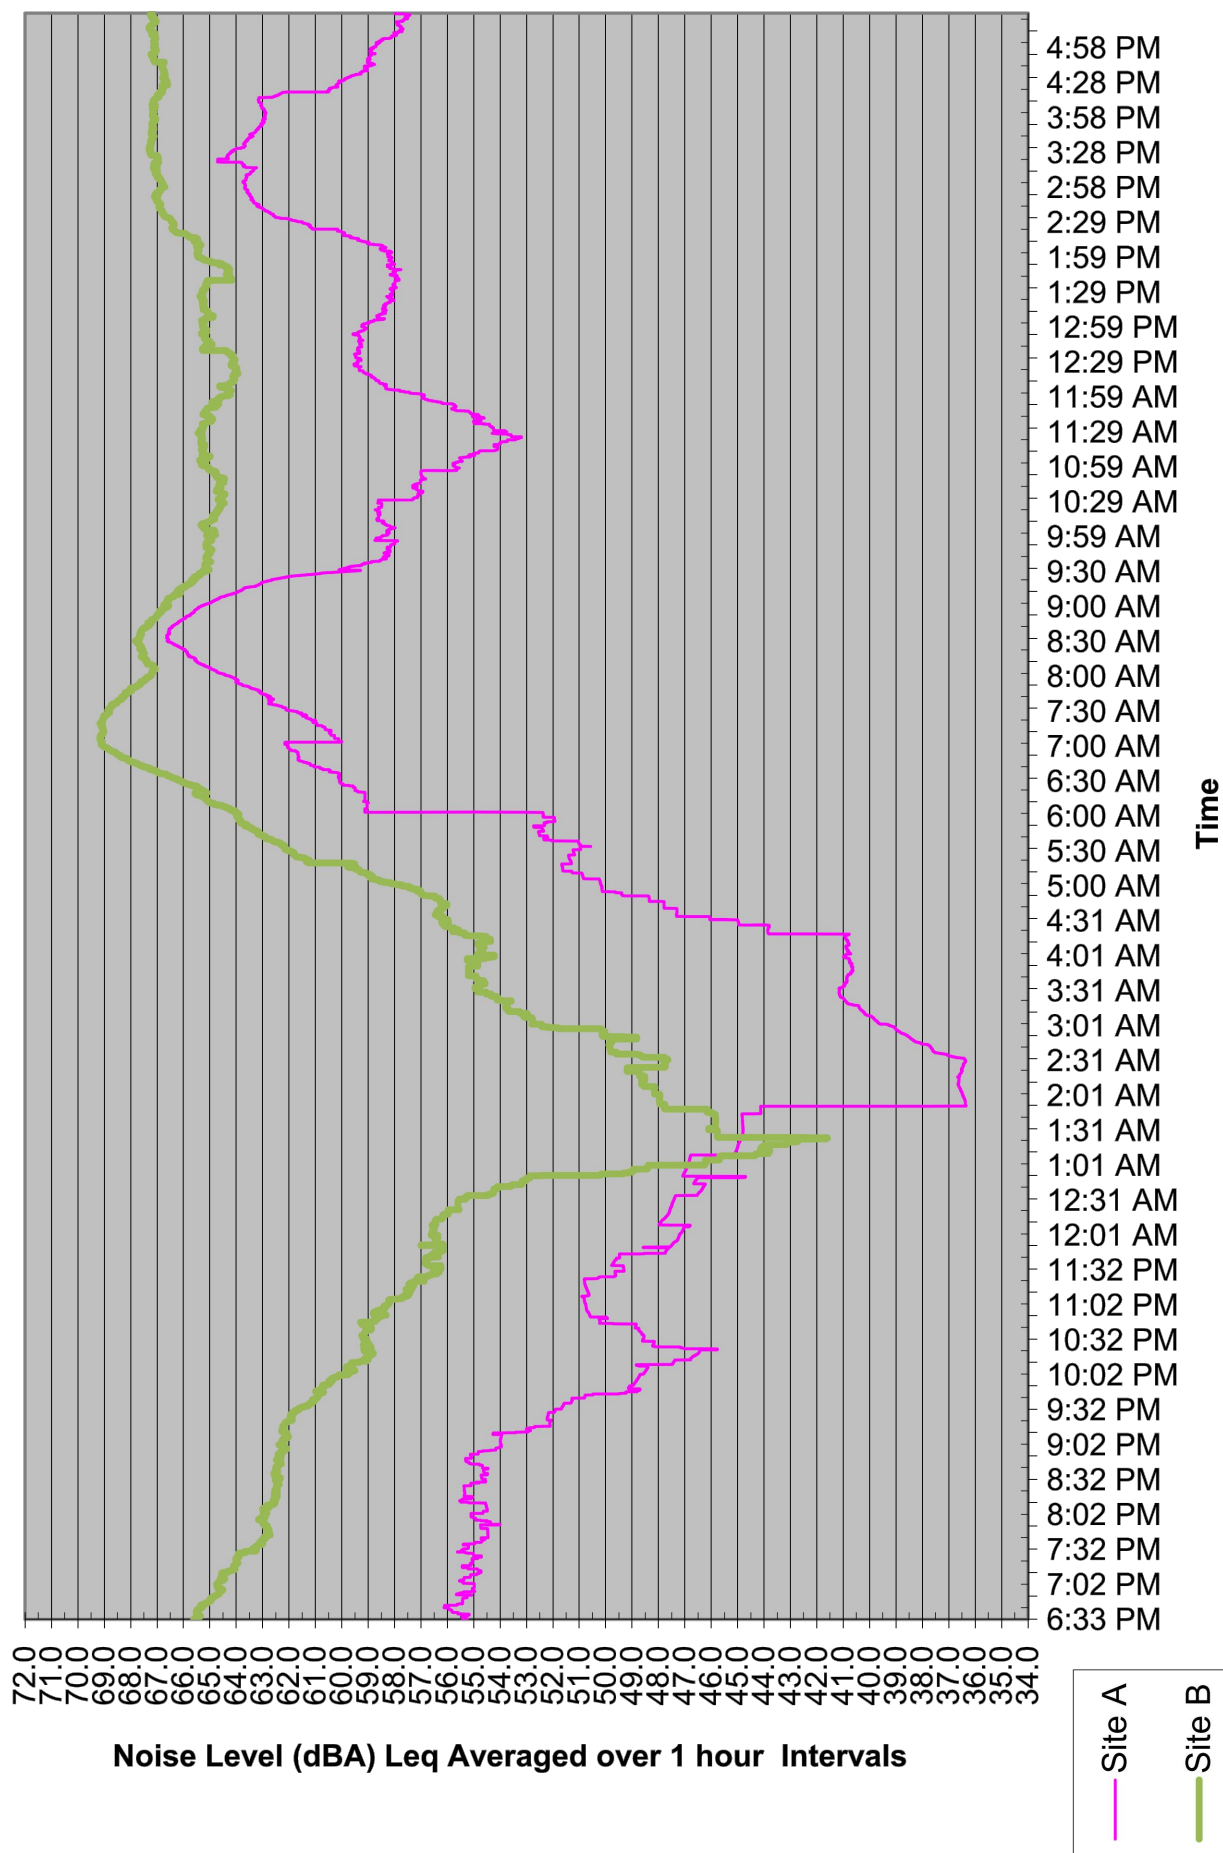 72.0
71.0
70.0
69.0
68.0
67.0
66.0
65.0
64.0
63.0
62.0
61.0
60.0
59.0
58.0
57.0
56.0
55.0
54.0
53.0
52.0
51.0
50.0
49.0
48.0
47.0
46.0
45.0
44.0
43.0
42.0
41.0
40.0
39.0
38.0
37.0
36.0
35.0
34.0
Noise Level (dBA) Leq Averaged over 1 hour Intervals
6:33 PM
7:02 PM
7:32 PM
8:02 PM
8:32 PM
9:02 PM
9:32 PM
10:02 PM
10:32 PM
11:02 PM
11:32 PM
12:01 AM
12:31 AM
1:01 AM
1:31 AM
2:01 AM
2:31 AM
3:01 AM
3:31 AM
4:01 AM
4:31 AM
5:00 AM
5:30 AM
6:00 AM
6:30 AM
7:00 AM
7:30 AM
8:00 AM
8:30 AM
9:00 AM
9:30 AM
9:59 AM
10:29 AM
10:59 AM
11:29 AM
11:59 AM
12:29 PM
12:59 PM
1:29 PM
1:59 PM
2:29 PM
2:58 PM
3:28 PM
3:58 PM
4:28 PM
4:58 PM
Time
Site A
Site B